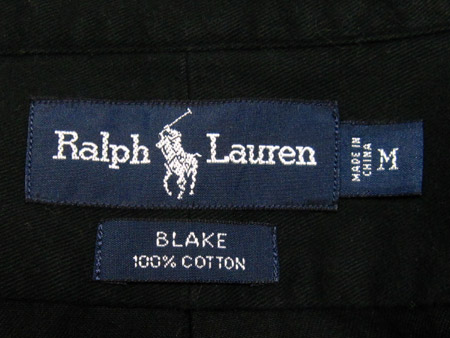 Ralph Lauren
MADE IN
CHINA
M
BLAKE
100% COTTON